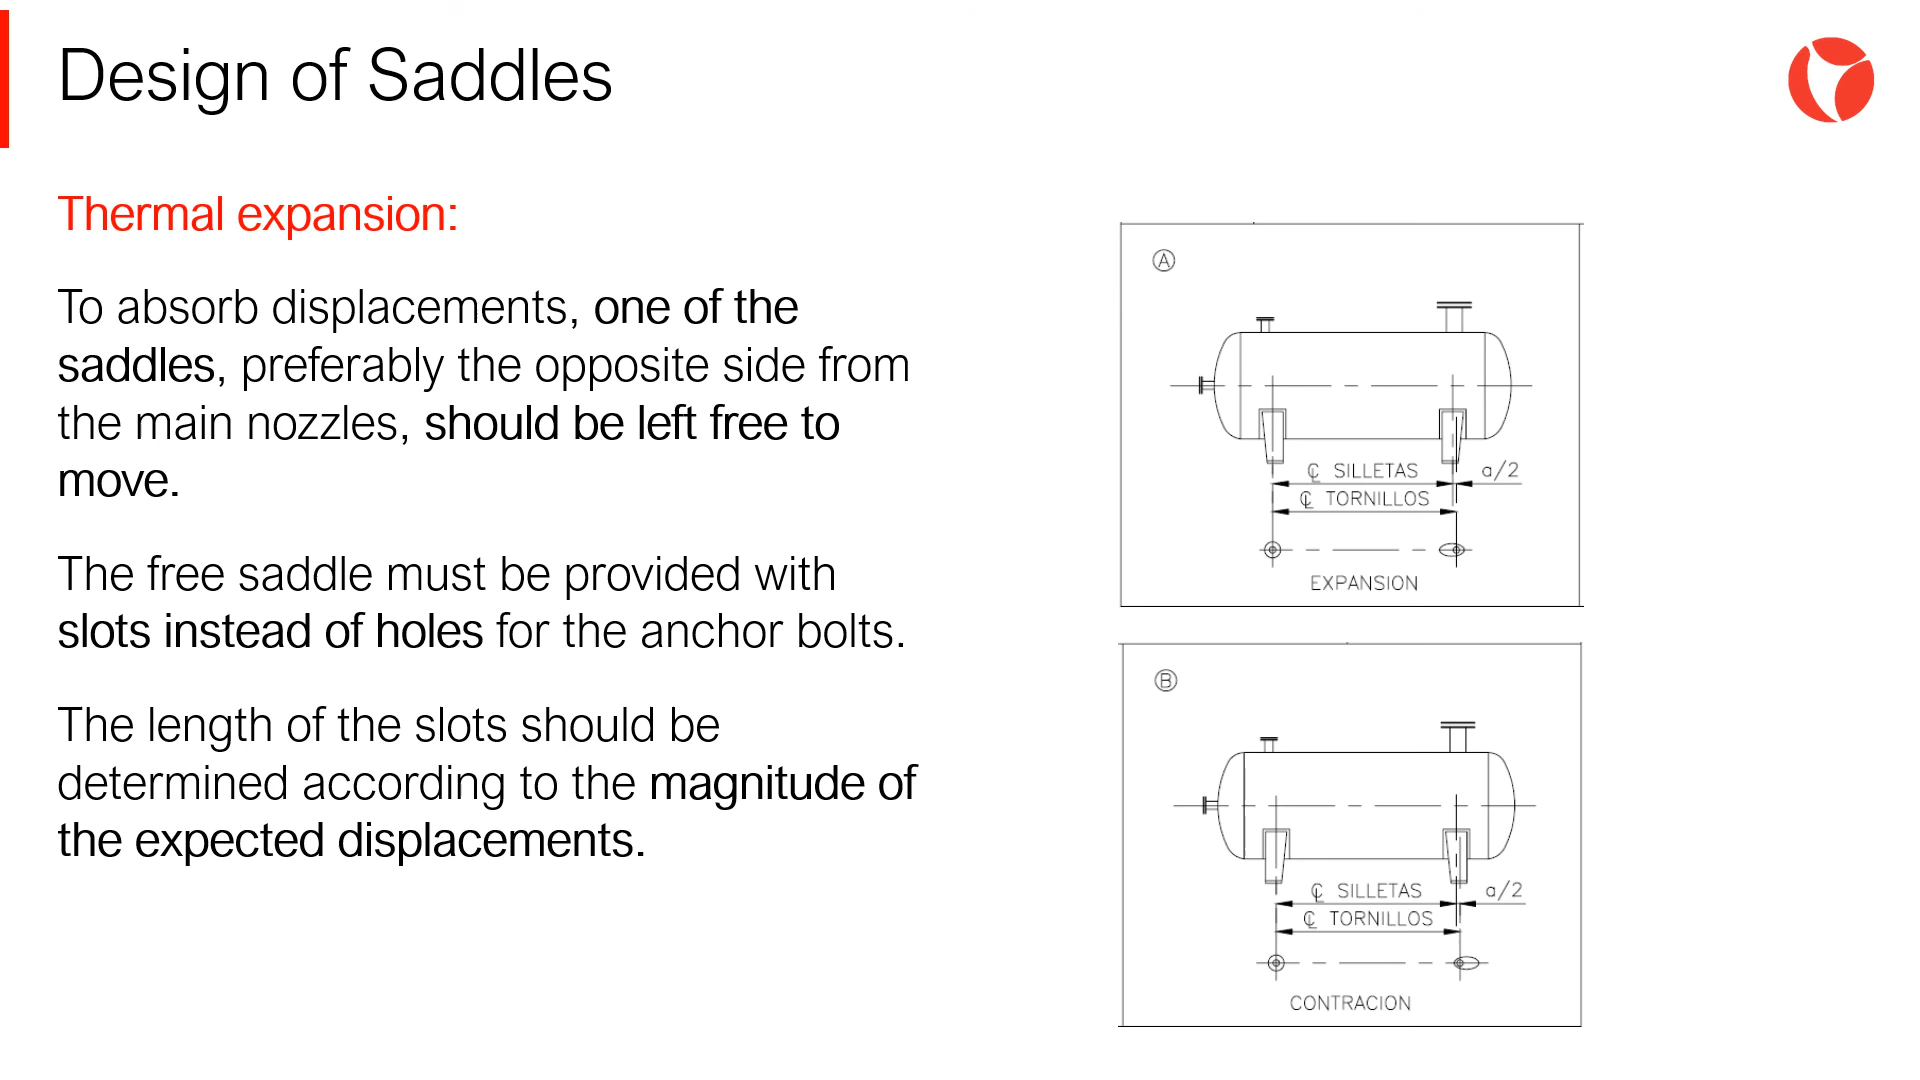 Design of Saddles
Thermal expansion:
To absorb displacements, one of the
saddles, preferably the opposite side from
the main nozzles, should be left free to
move.
The free saddle must be provided with
slots instead of holes for the anchor bolts.
The length of the slots should be
determined according to the magnitude of
the expected displacements.
A
℄ SILLETAS a/2
℄ TORNILLOS
EXPANSION
B
℄ SILLETAS a/2
℄ TORNILLOS
CONTRACION